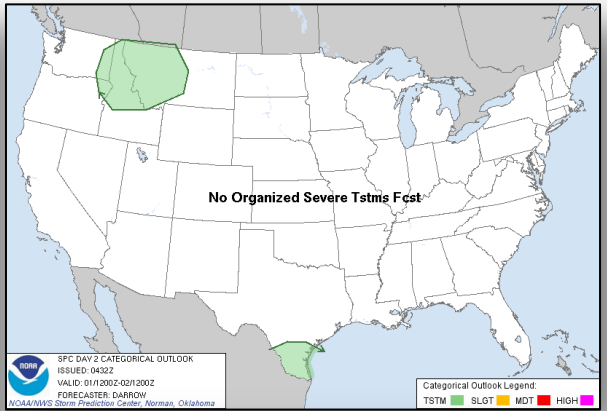 No Organized Severe Tstms Fcst
NOAA
SPC DAY 2 CATEGORICAL OUTLOOK
ISSUED: 0432Z
VALID: 01/1200Z-02/1200Z
FORECASTER: DARROW
NOAA/NWS Storm Prediction Center, Norman, Oklahoma
Categorical Outlook Legend:
TSTM SLGT MDT HIGH